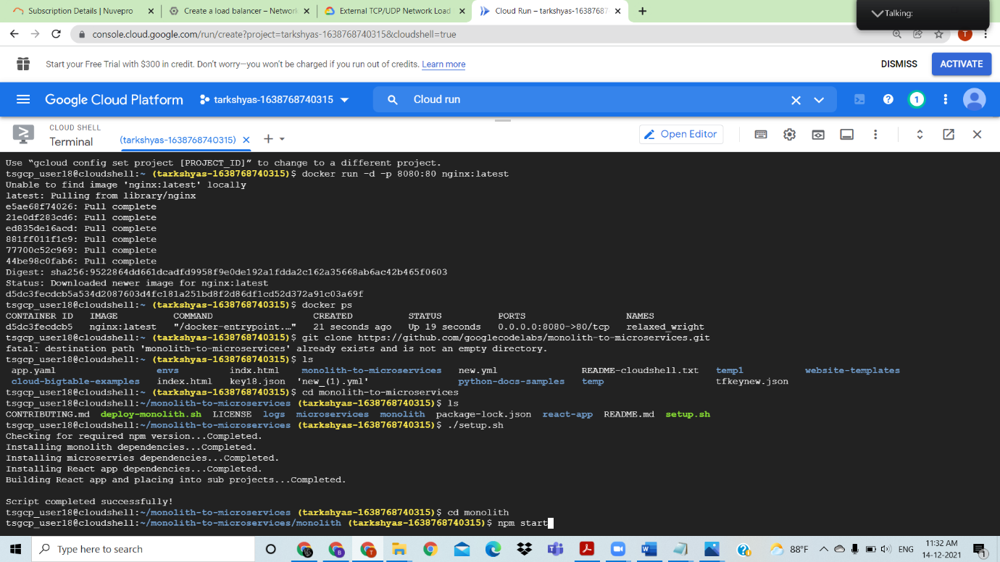 Subscription Details | Nuvepro
Create a load balancer – Network
External TCP/UDP Network Load
Cloud Run – tarkshyas-16387687
Talking:
console.cloud.google.com/run/create?project=tarkshyas-1638768740315&cloudshell=true
T
Start your Free Trial with $300 in credit. Don't worry—you won't be charged if you run out of credits. Learn more
DISMISS
ACTIVATE
Google Cloud Platform
tarkshyas-1638768740315
Cloud run
1
CLOUD SHELL
Terminal
(tarkshyas-1638768740315)
Open Editor
Use “gcloud config set project [PROJECT_ID]” to change to a different project.
tsgcp_user18@cloudshell:~ (tarkshyas-1638768740315)$ docker run -d -p 8080:80 nginx:latest
Unable to find image 'nginx:latest' locally
latest: Pulling from library/nginx
e5ae68f74026: Pull complete
21e0df283cd6: Pull complete
ed835de16acd: Pull complete
881ff011f1c9: Pull complete
77700c52c969: Pull complete
44be98c0fab6: Pull complete
Digest: sha256:9522864dd661dcadfd9958f9e0de192a1fdda2c162a35668ab6ac42b465f0603
Status: Downloaded newer image for nginx:latest
d5dc3fecdcb5a534d2087603d4fc181a251bd8f2d86df1cd52d372a91c03a69f
tsgcp_user18@cloudshell:~ (tarkshyas-1638768740315)$ docker ps
CONTAINER ID IMAGE COMMAND CREATED STATUS PORTS NAMES
d5dc3fecdcb5 nginx:latest "/docker-entrypoint.…" 21 seconds ago Up 19 seconds 0.0.0.0:8080->80/tcp relaxed_wright
tsgcp_user18@cloudshell:~ (tarkshyas-1638768740315)$ git clone https://github.com/googlecodelabs/monolith-to-microservices.git
fatal: destination path 'monolith-to-microservices' already exists and is not an empty directory.
tsgcp_user18@cloudshell:~ (tarkshyas-1638768740315)$ ls
app.yaml envs indx.html monolith-to-microservices new.yml README-cloudshell.txt temp1 website-templates
cloud-bigtable-examples index.html key18.json 'new_(1).yml' python-docs-samples temp tfkeynew.json
tsgcp_user18@cloudshell:~ (tarkshyas-1638768740315)$ cd monolith-to-microservices
tsgcp_user18@cloudshell:~/monolith-to-microservices (tarkshyas-1638768740315)$ ls
CONTRIBUTING.md deploy-monolith.sh LICENSE logs microservices monolith package-lock.json react-app README.md setup.sh
tsgcp_user18@cloudshell:~/monolith-to-microservices (tarkshyas-1638768740315)$ ./setup.sh
Checking for required npm version...Completed.
Installing monolith dependencies...Completed.
Installing microservies dependencies...Completed.
Installing React app dependencies...Completed.
Building React app and placing into sub projects...Completed.
Script completed successfully!
tsgcp_user18@cloudshell:~/monolith-to-microservices (tarkshyas-1638768740315)$ cd monolith
tsgcp_user18@cloudshell:~/monolith-to-microservices/monolith (tarkshyas-1638768740315)$ npm start
Type here to search
88°F
ENG
11:32 AM
14-12-2021
1